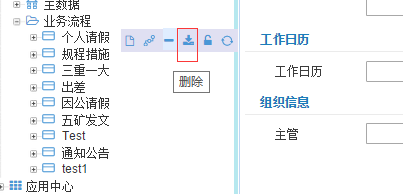 主数据
业务流程
个人请假
规程措施
三重一大
出差
因公请假
五矿发文
Test
通知公告
test1
应用中心
删除
工作日历
工作日历
组织信息
主管